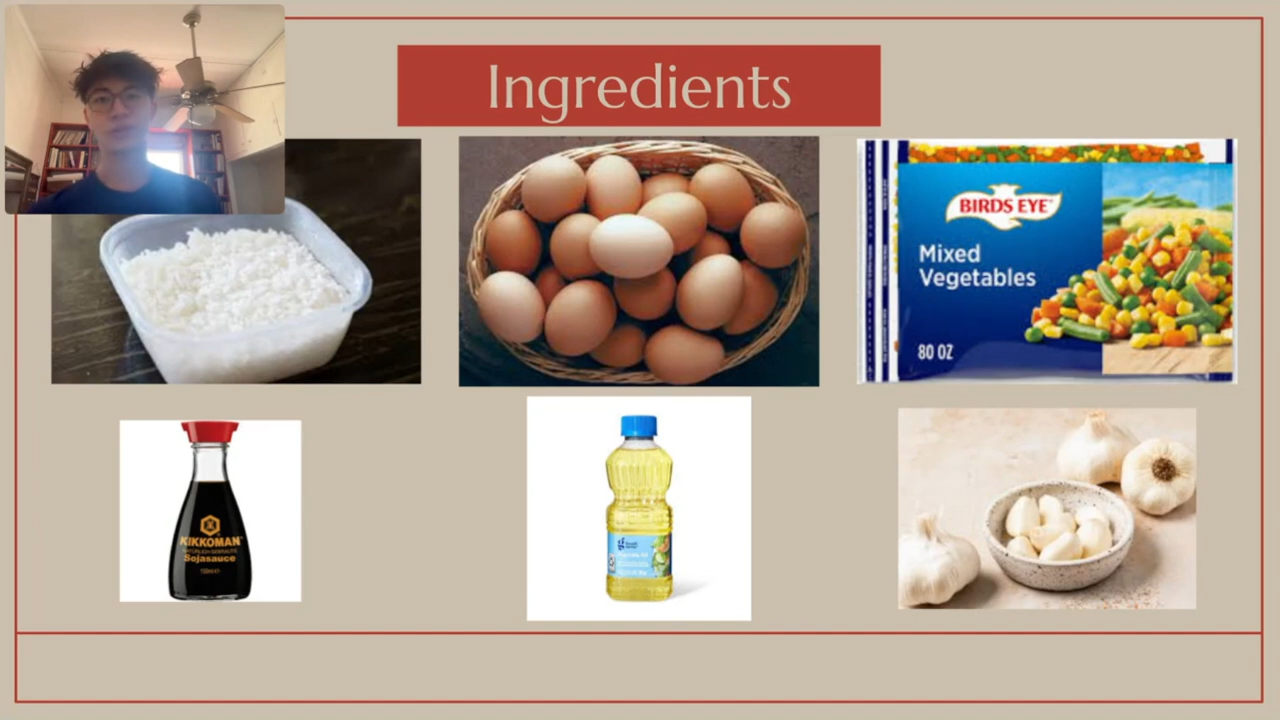 Ingredients
BIRDS EYE
Mixed
Vegetables
80 OZ
KIKKOMAN
Sojasauce